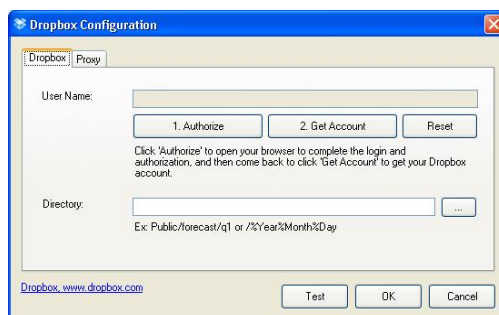 Dropbox Configuration
Dropbox Proxy
User Name:
1. Authorize 2. Get Account Reset
Click 'Authorize' to open your browser to complete the login and
authorization, and then come back to click 'Get Account' to get your Dropbox
account.
Directory: ...
Ex: Public/forecast/q1 or /%Year%Month%Day
Dropbox, www.dropbox.com
Test OK Cancel